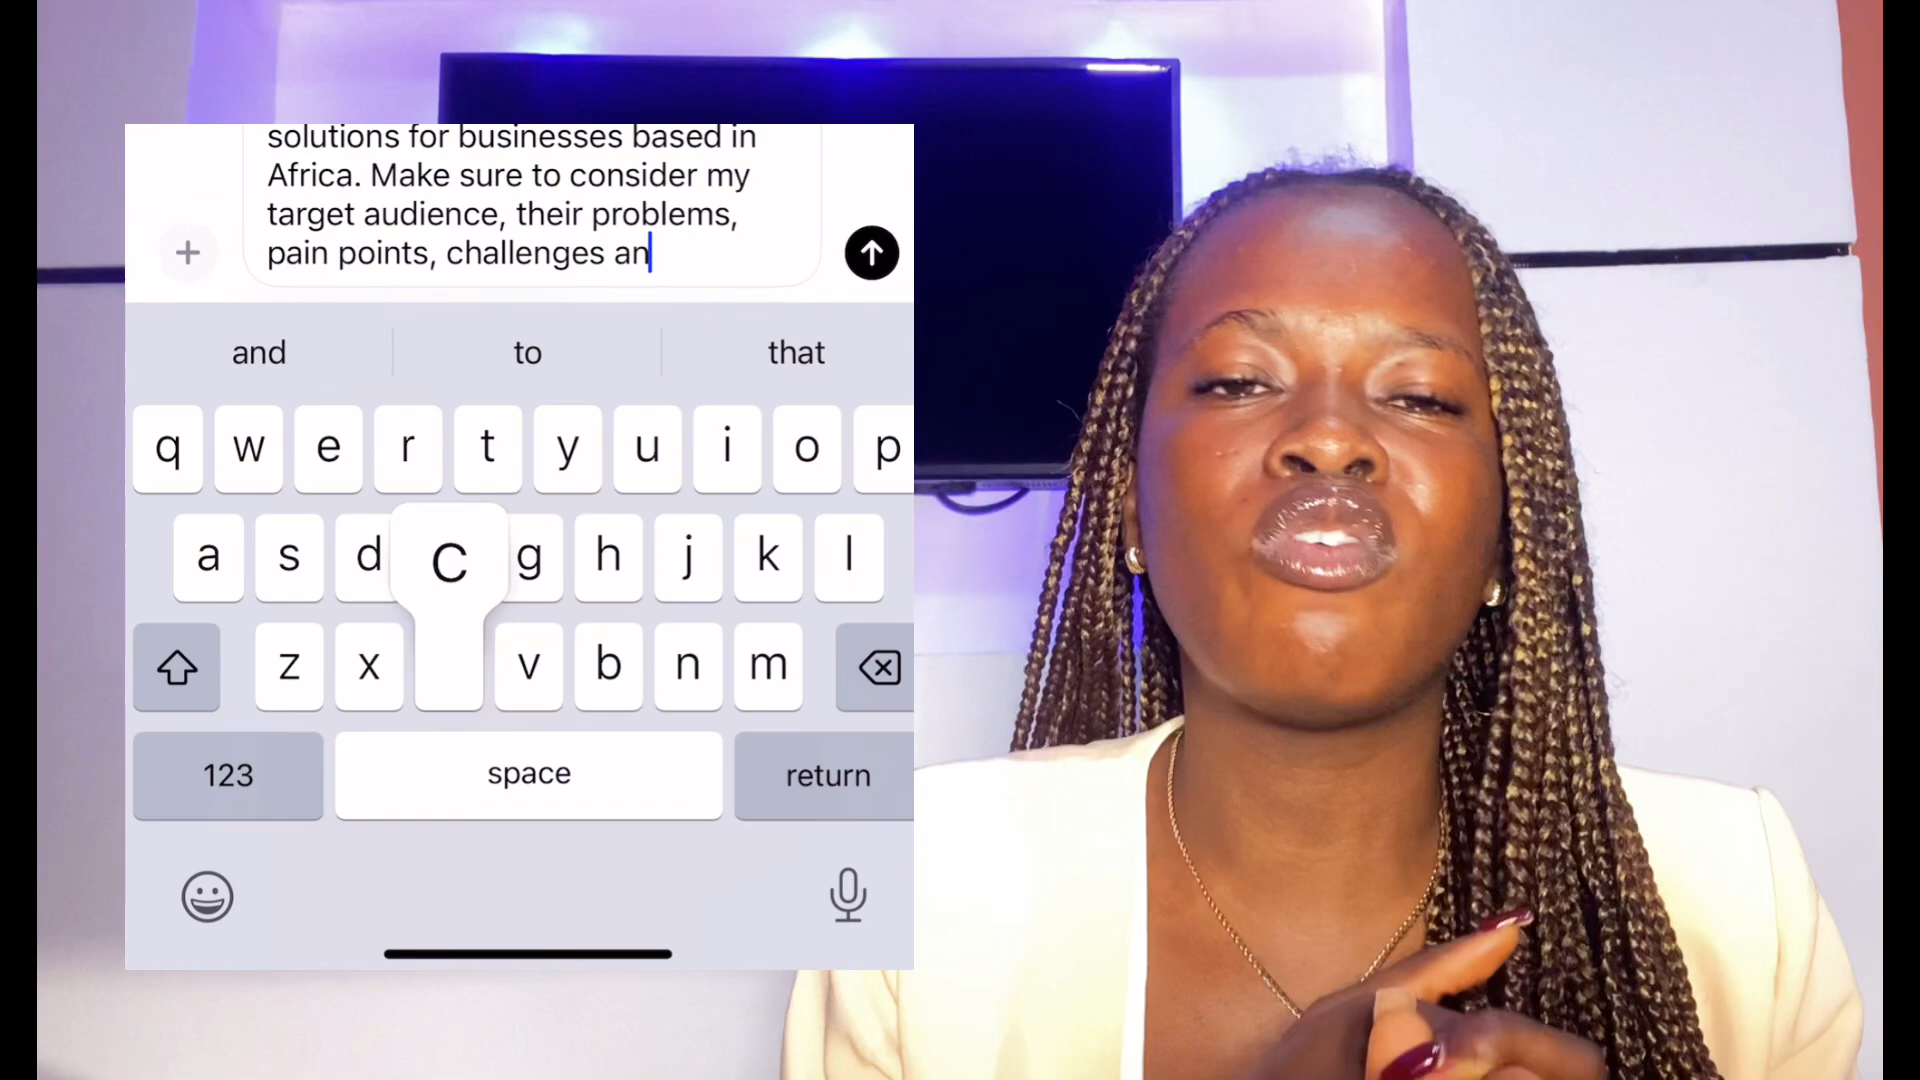 solutions for businesses based in
Africa. Make sure to consider my
target audience, their problems,
pain points, challenges an
and to that
q w e r t y u i o p
a s d C g h j k l
z x v b n m
123 space return